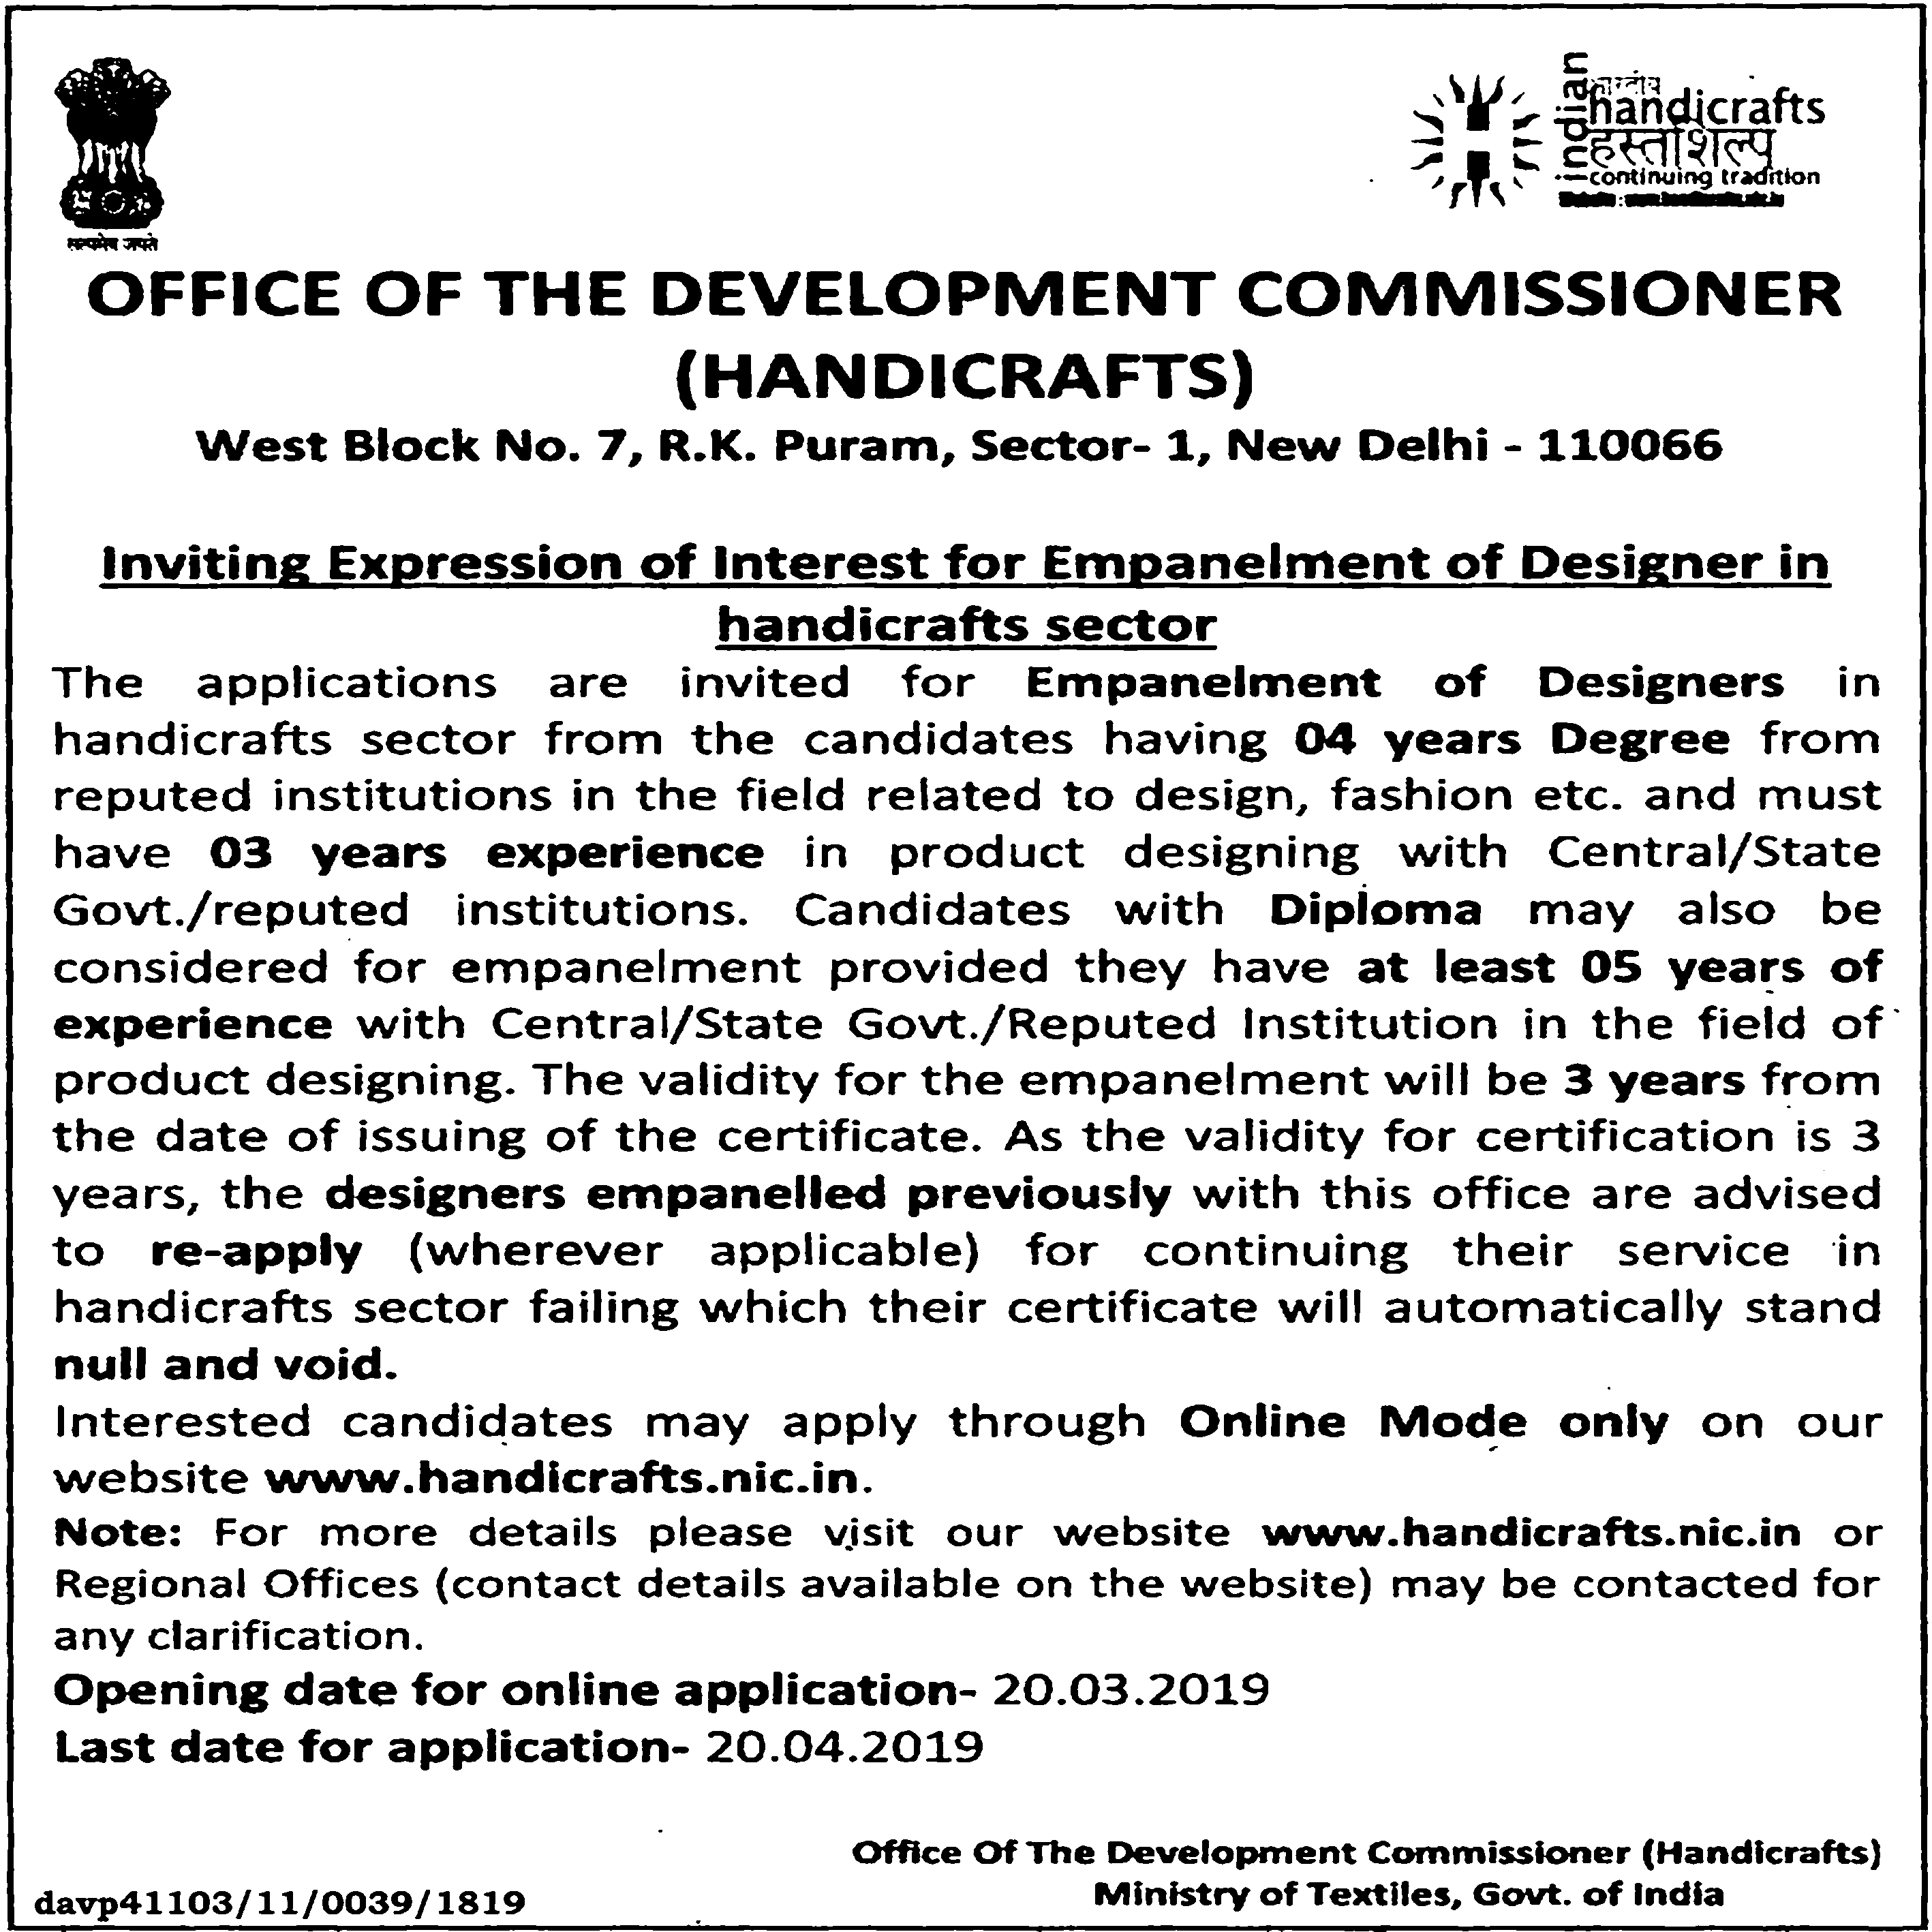 सत्यमेव जयते
indian
भारतीय
handicrafts
हस्तशिल्प
continuing tradition
OFFICE OF THE DEVELOPMENT COMMISSIONER
(HANDICRAFTS)
West Block No. 7, R.K. Puram, Sector- 1, New Delhi - 110066
Inviting Expression of Interest for Empanelment of Designer in
handicrafts sector
The applications are invited for Empanelment of Designers in
handicrafts sector from the candidates having 04 years Degree from
reputed institutions in the field related to design, fashion etc. and must
have 03 years experience in product designing with Central/State
Govt./reputed institutions. Candidates with Diploma may also be
considered for empanelment provided they have at least 05 years of
experience with Central/State Govt./Reputed Institution in the field of
product designing. The validity for the empanelment will be 3 years from
the date of issuing of the certificate. As the validity for certification is 3
years, the designers empanelled previously with this office are advised
to re-apply (wherever applicable) for continuing their service in
handicrafts sector failing which their certificate will automatically stand
null and void.
Interested candidates may apply through Online Mode only on our
website www.handicrafts.nic.in.
Note: For more details please visit our website www.handicrafts.nic.in or
Regional Offices (contact details available on the website) may be contacted for
any clarification.
Opening date for online application- 20.03.2019
Last date for application- 20.04.2019
Office Of The Development Commissioner (Handicrafts)
Ministry of Textiles, Govt. of India
davp41103/11/0039/1819